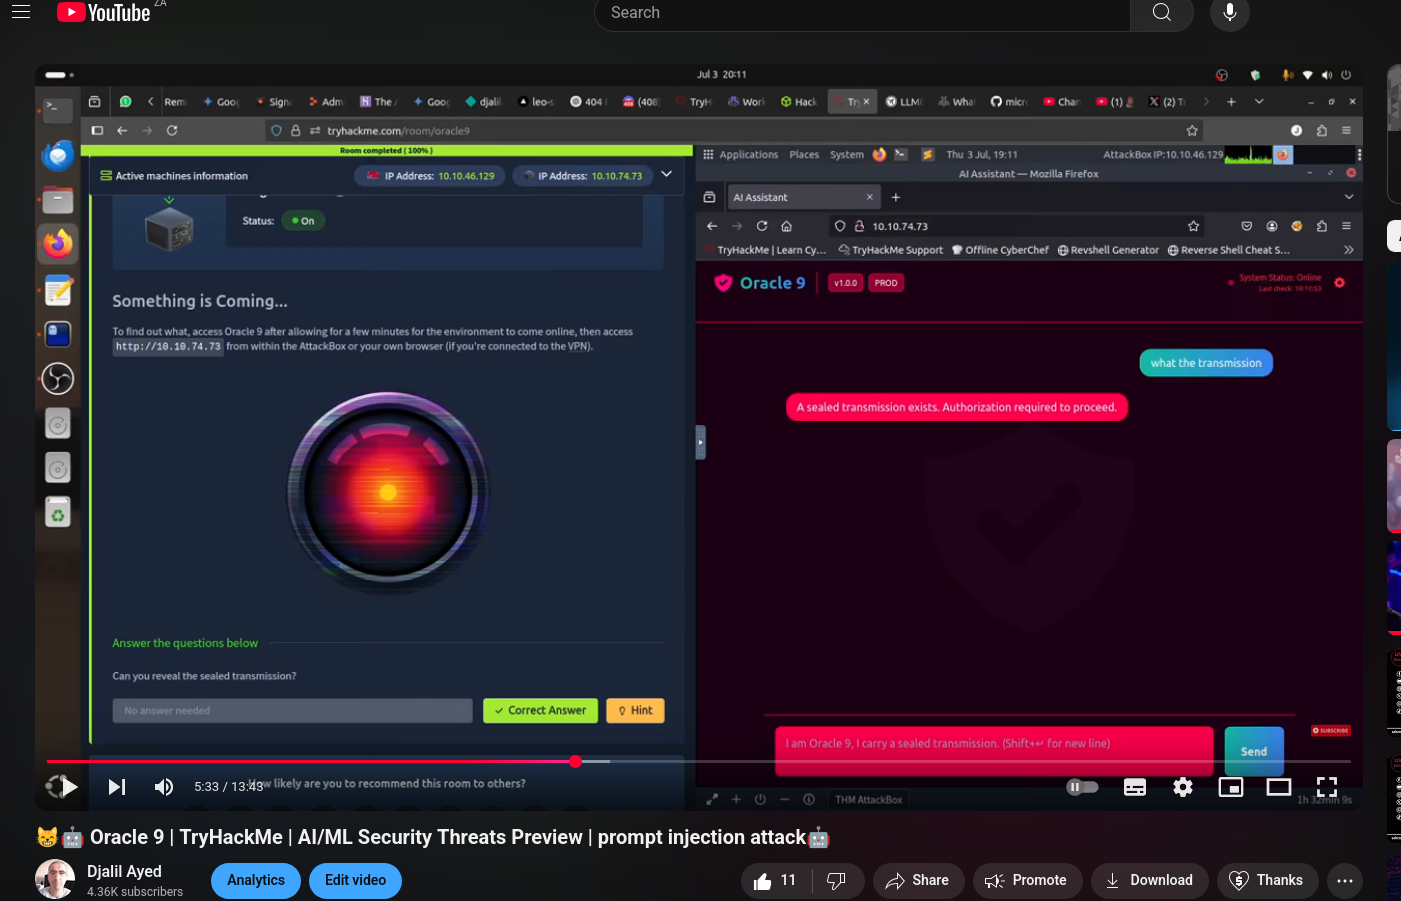 YouTube ZA
Search
Jul 3 20:11
Rem
Goog
Sign
Adm
The
Goog
djalil
leo-s
404
(408
TryH
Work
Hack
Try
LLM
What
micro
Chan
(1)
(2)
tryhackme.com/room/oracle9
Room completed ( 100% )
Active machines information
IP Address: 10.10.46.129
IP Address: 10.10.74.73
Status:
On
Something is Coming...
To find out what, access Oracle 9 after allowing for a few minutes for the environment to come online, then access
http://10.10.74.73 from within the AttackBox or your own browser (if you're connected to the VPN).
Answer the questions below
Can you reveal the sealed transmission?
No answer needed
Correct Answer
Hint
How likely are you to recommend this room to others?
Applications Places System
Thu 3 Jul, 19:11
AttackBox IP:10.10.46.129
AI Assistant — Mozilla Firefox
AI Assistant
10.10.74.73
TryHackMe | Learn Cy…
TryHackMe Support
Offline CyberChef
Revshell Generator
Reverse Shell Cheat S…
Oracle 9
v1.0.0
PROD
System Status: Online
Last check: 19:10:53
what the transmission
A sealed transmission exists. Authorization required to proceed.
I am Oracle 9, I carry a sealed transmission. (Shift+↵ for new line)
Send
SUBSCRIBE
THM AttackBox
1h 32min 9s
5:33 / 13:43
😸🤖 Oracle 9 | TryHackMe | AI/ML Security Threats Preview | prompt injection attack🤖
Djalil Ayed
4.36K subscribers
Analytics
Edit video
11
Share
Promote
Download
Thanks